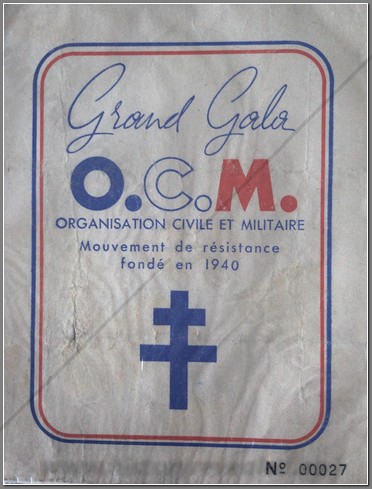 Grand Gala
O.C.M.
ORGANISATION CIVILE ET MILITAIRE
Mouvement de résistance
fondé en 1940
Nº 00027